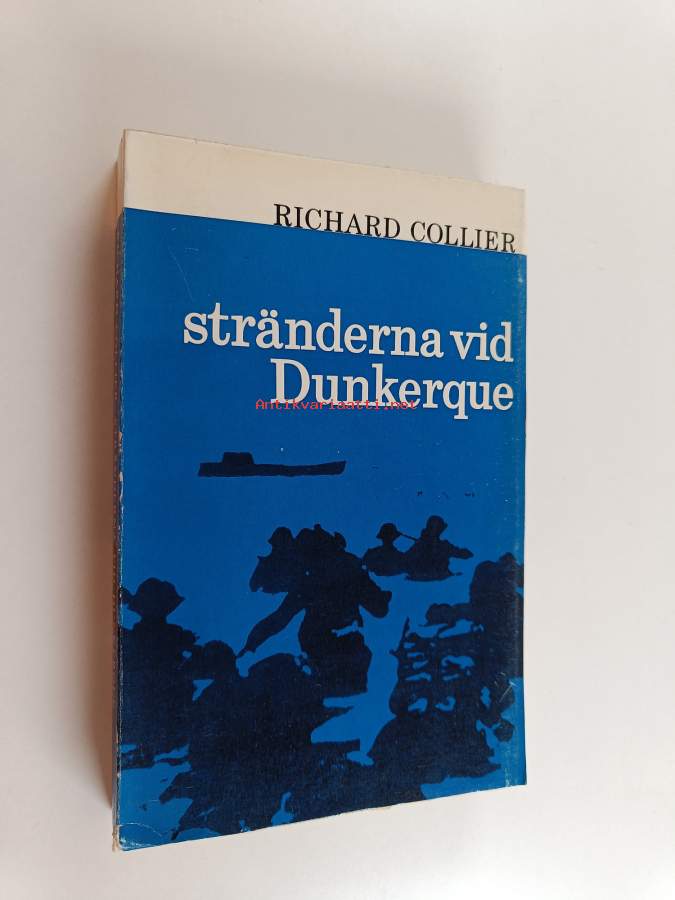 RICHARD COLLIER
stränderna vid
Dunkerque
Antikvariaatti.net